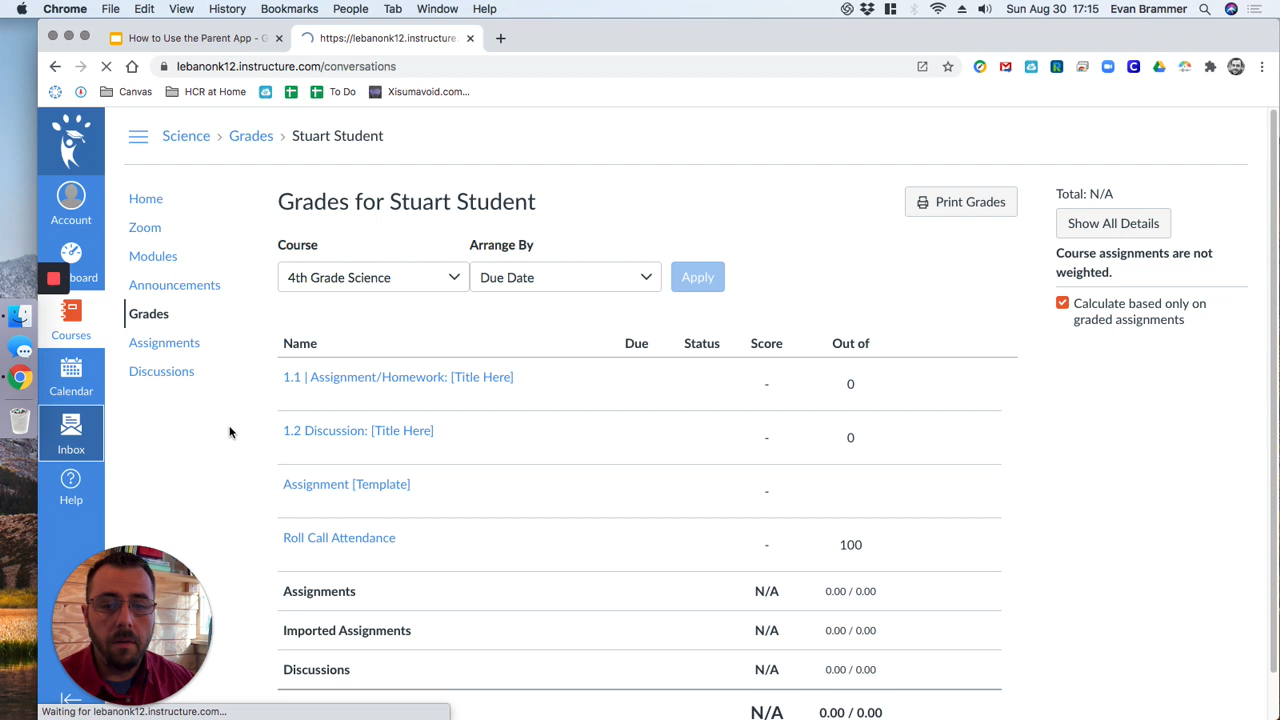 Chrome File Edit View History Bookmarks People Tab Window Help Sun Aug 30 17:15 Evan Brammer
How to Use the Parent App - G https://lebanonk12.instructure.
lebanonk12.instructure.com/conversations
Canvas HCR at Home To Do Xisumavoid.com...
Science > Grades > Stuart Student
Account
board
Courses
Calendar
Inbox
Help
Home
Zoom
Modules
Announcements
Grades
Assignments
Discussions
Grades for Stuart Student
Print Grades
Course Arrange By
4th Grade Science Due Date Apply
Name Due Status Score Out of
1.1 | Assignment/Homework: [Title Here] - 0
1.2 Discussion: [Title Here] - 0
Assignment [Template] -
Roll Call Attendance - 100
Assignments N/A 0.00 / 0.00
Imported Assignments N/A 0.00 / 0.00
Discussions N/A 0.00 / 0.00
N/A 0.00 / 0.00
Total: N/A
Show All Details
Course assignments are not
weighted.
Calculate based only on
graded assignments
Waiting for lebanonk12.instructure.com...